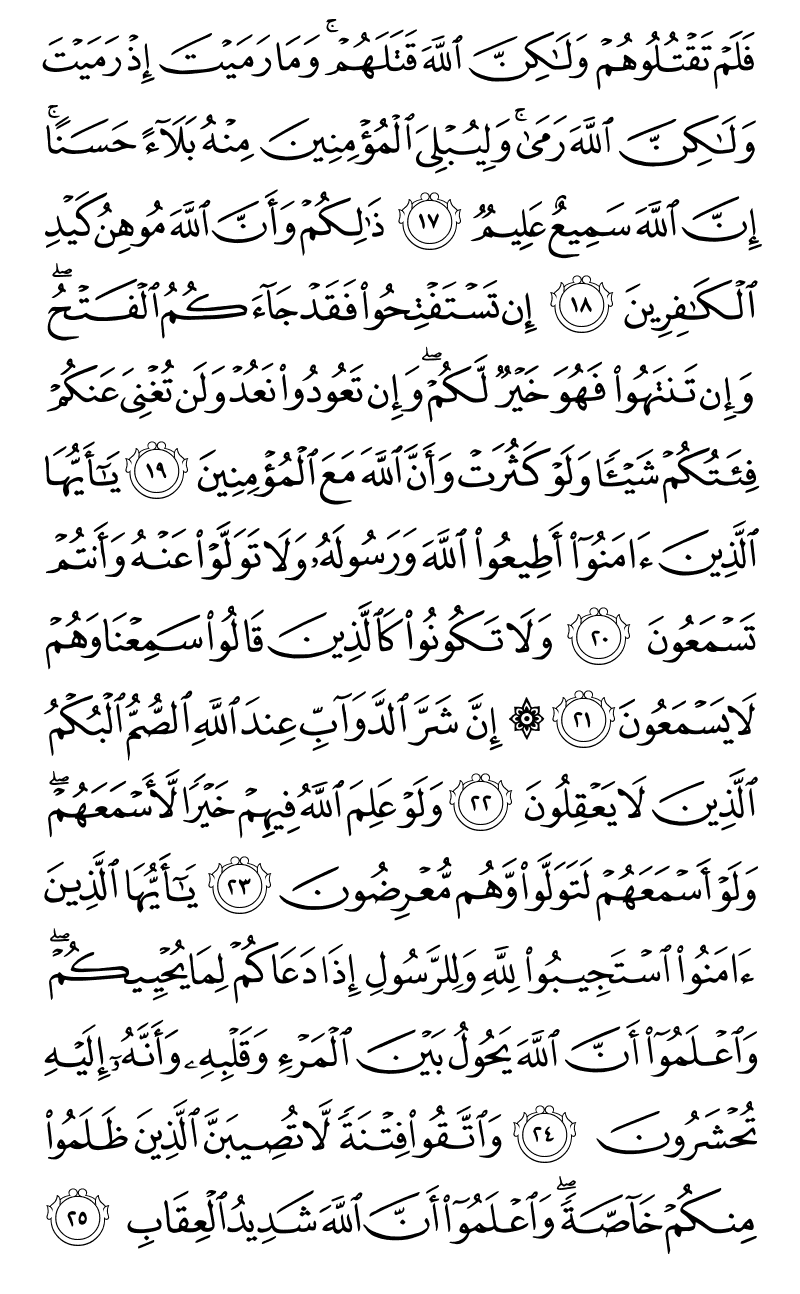 فَلَمْ تَقْتُلُوهُمْ وَلَٰكِنَّ ٱللَّهَ قَتَلَهُمْ ۚ وَمَا رَمَيْتَ إِذْ رَمَيْتَ
وَلَٰكِنَّ ٱللَّهَ رَمَىٰ ۚ وَلِيُبْلِىَ ٱلْمُؤْمِنِينَ مِنْهُ بَلَآءً حَسَنًا ۚ
إِنَّ ٱللَّهَ سَمِيعٌ عَلِيمٌ ١٧ ذَٰلِكُمْ وَأَنَّ ٱللَّهَ مُوهِنُ كَيْدِ
ٱلْكَٰفِرِينَ ١٨ إِن تَسْتَفْتِحُوا۟ فَقَدْ جَآءَكُمُ ٱلْفَتْحُ ۖ
وَإِن تَنتَهُوا۟ فَهُوَ خَيْرٌ لَّكُمْ ۖ وَإِن تَعُودُوا۟ نَعُدْ وَلَن تُغْنِىَ عَنكُمْ
فِئَتُكُمْ شَيْـًٔا وَلَوْ كَثُرَتْ وَأَنَّ ٱللَّهَ مَعَ ٱلْمُؤْمِنِينَ ١٩ يَٰٓأَيُّهَا
ٱلَّذِينَ ءَامَنُوٓا۟ أَطِيعُوا۟ ٱللَّهَ وَرَسُولَهُۥ وَلَا تَوَلَّوْا۟ عَنْهُ وَأَنتُمْ
تَسْمَعُونَ ٢٠ وَلَا تَكُونُوا۟ كَٱلَّذِينَ قَالُوا۟ سَمِعْنَا وَهُمْ
لَا يَسْمَعُونَ ٢١ ۞ إِنَّ شَرَّ ٱلدَّوَآبِّ عِندَ ٱللَّهِ ٱلصُّمُّ ٱلْبُكْمُ
ٱلَّذِينَ لَا يَعْقِلُونَ ٢٢ وَلَوْ عَلِمَ ٱللَّهُ فِيهِمْ خَيْرًا لَّأَسْمَعَهُمْ ۖ
وَلَوْ أَسْمَعَهُمْ لَتَوَلَّوا۟ وَّهُم مُّعْرِضُونَ ٢٣ يَٰٓأَيُّهَا ٱلَّذِينَ
ءَامَنُوا۟ ٱسْتَجِيبُوا۟ لِلَّهِ وَلِلرَّسُولِ إِذَا دَعَاكُمْ لِمَا يُحْيِيكُمْ ۖ
وَٱعْلَمُوٓا۟ أَنَّ ٱللَّهَ يَحُولُ بَيْنَ ٱلْمَرْءِ وَقَلْبِهِۦ وَأَنَّهُۥٓ إِلَيْهِ
تُحْشَرُونَ ٢٤ وَٱتَّقُوا۟ فِتْنَةً لَّا تُصِيبَنَّ ٱلَّذِينَ ظَلَمُوا۟
مِنكُمْ خَآصَّةً ۖ وَٱعْلَمُوٓا۟ أَنَّ ٱللَّهَ شَدِيدُ ٱلْعِقَابِ ٢٥